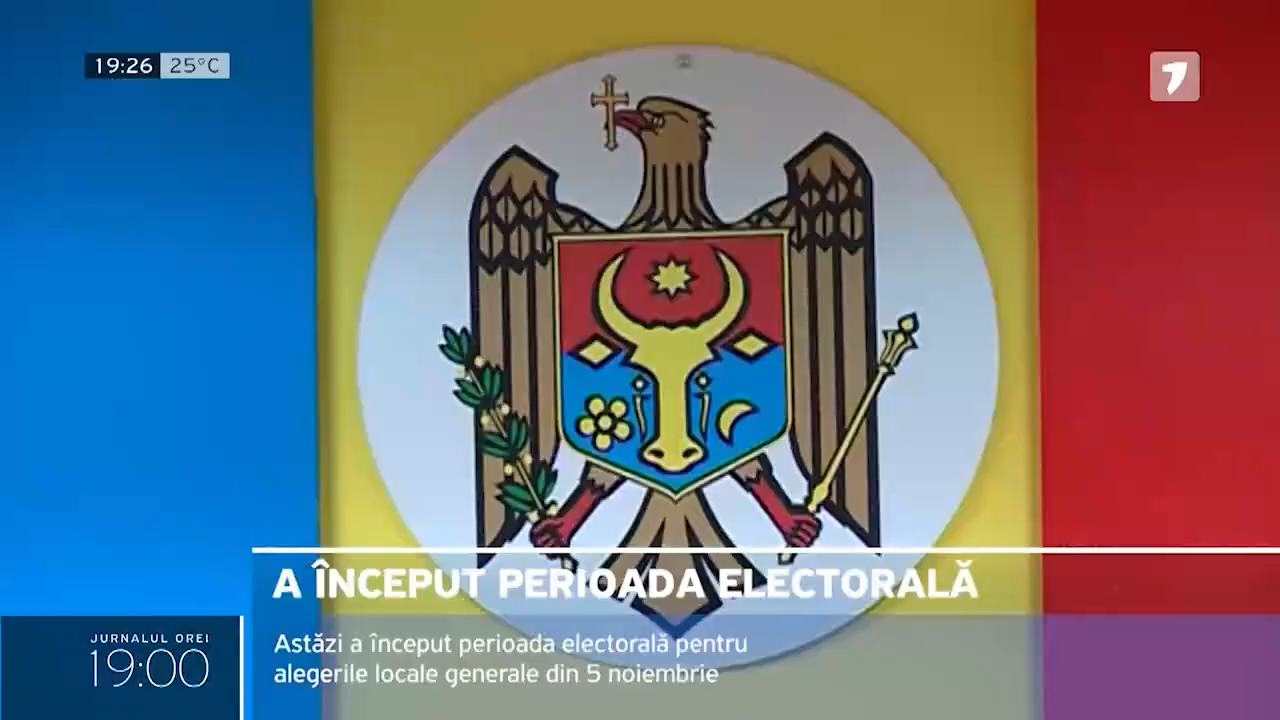 19:26 25°C
7
A ÎNCEPUT PERIOADA ELECTORALĂ
JURNALUL OREI
19:00
Astăzi a început perioada electorală pentru
alegerile locale generale din 5 noiembrie